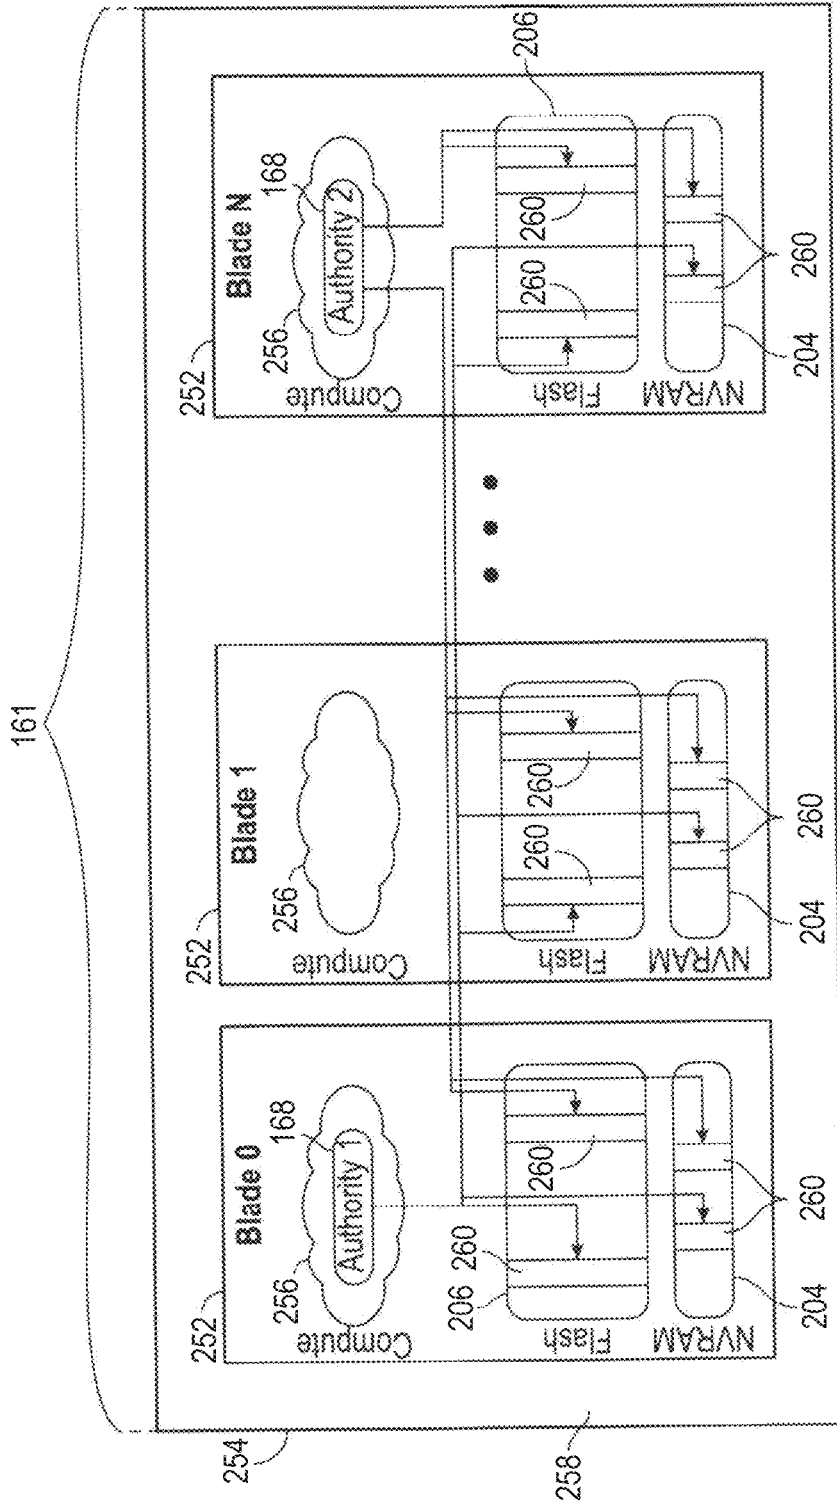 161
254
258
252
Blade 0
256
168
Authority 1
Compute
206
260
260
Flash
NVRAM
260
204
252
Blade 1
256
Compute
260
260
Flash
NVRAM
260
204
252
Blade N
256
168
Authority 2
Compute
206
260
260
Flash
NVRAM
260
204